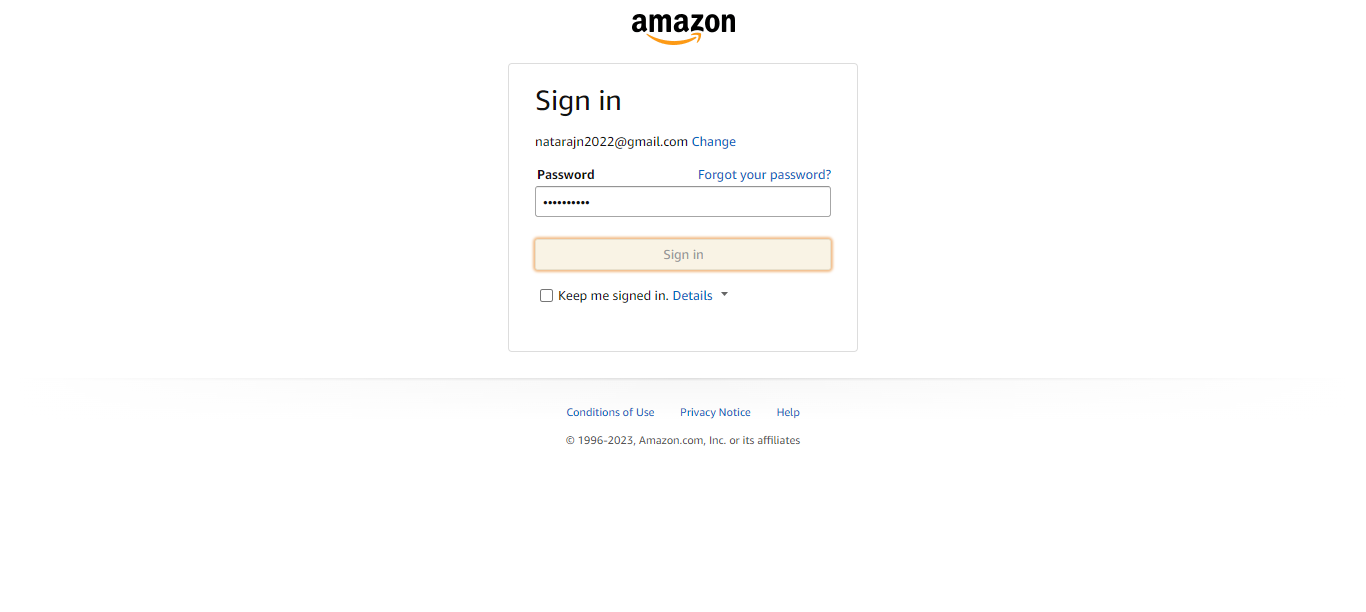 amazon
Sign in
natarajn2022@gmail.com Change
Password Forgot your password?
••••••••••
Sign in
Keep me signed in. Details
Conditions of Use Privacy Notice Help
© 1996-2023, Amazon.com, Inc. or its affiliates